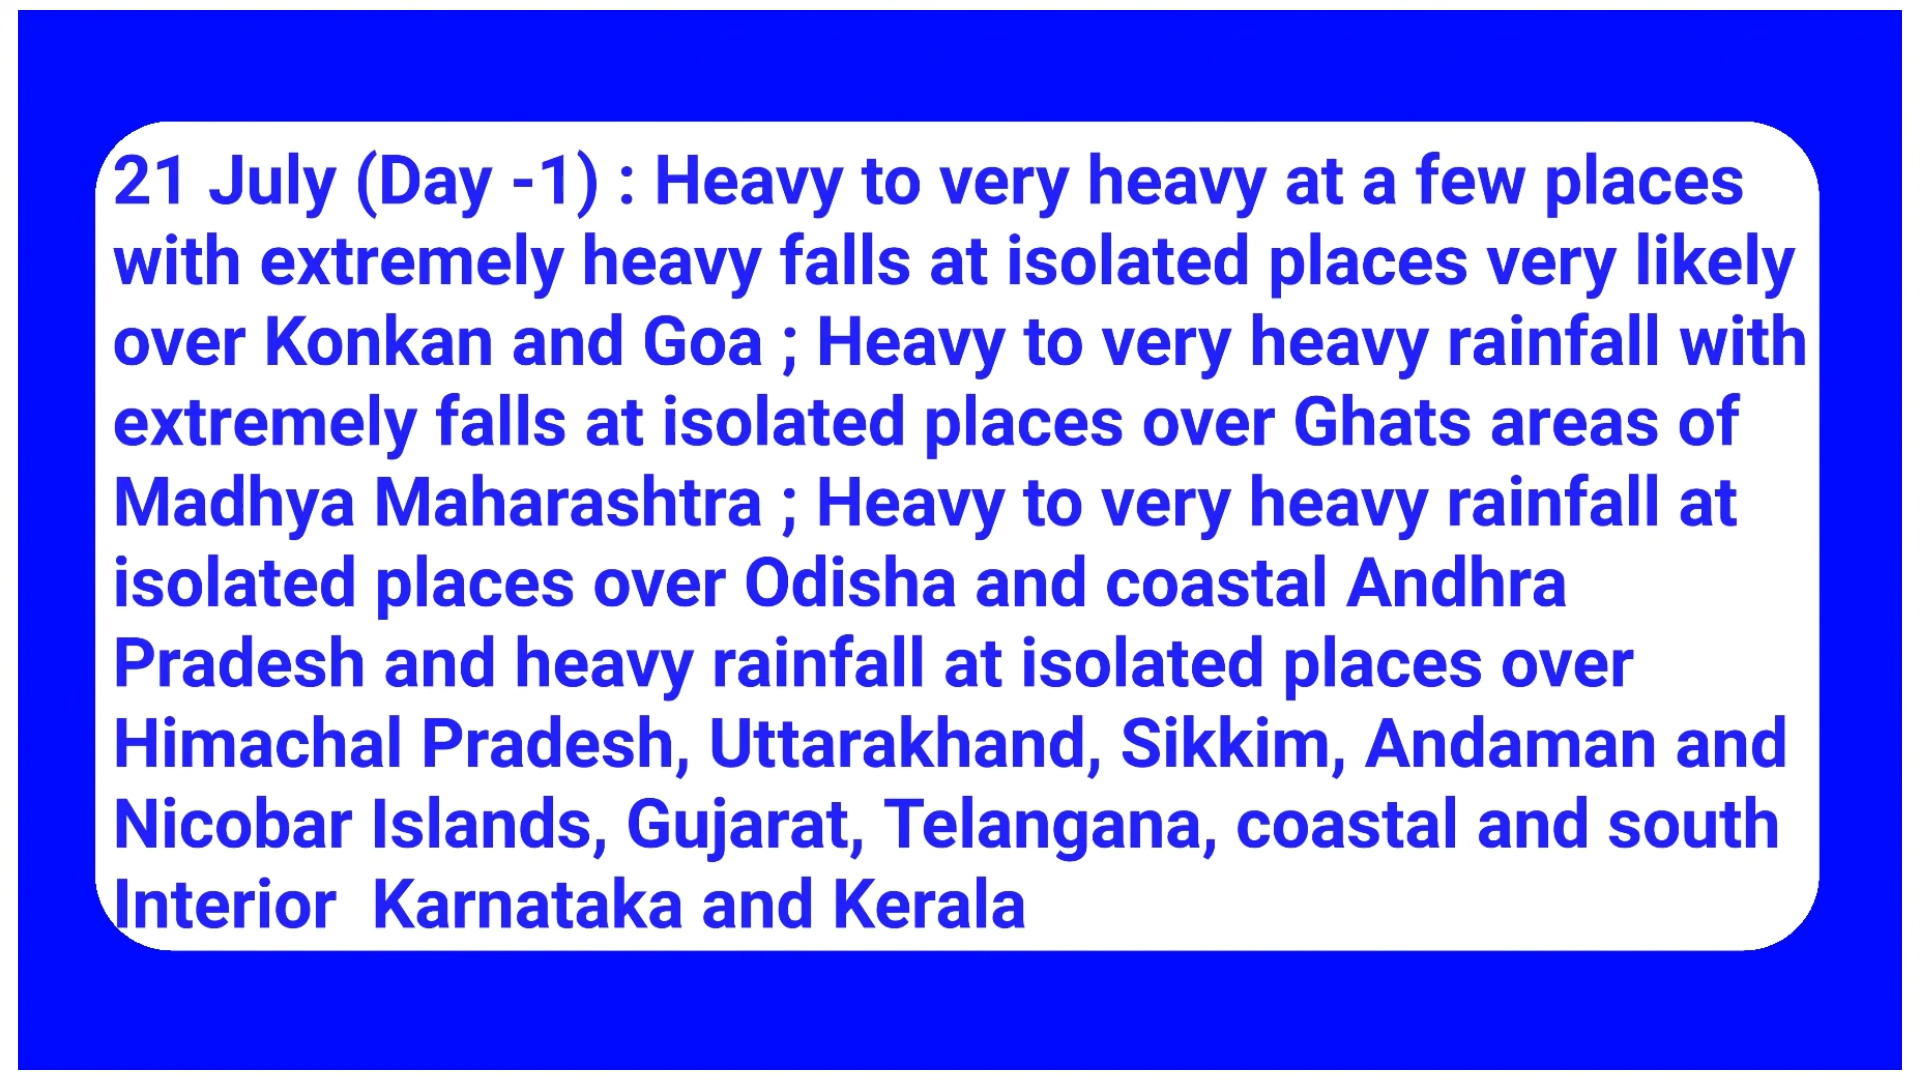 21 July (Day -1) : Heavy to very heavy at a few places
with extremely heavy falls at isolated places very likely
over Konkan and Goa ; Heavy to very heavy rainfall with
extremely falls at isolated places over Ghats areas of
Madhya Maharashtra ; Heavy to very heavy rainfall at
isolated places over Odisha and coastal Andhra
Pradesh and heavy rainfall at isolated places over
Himachal Pradesh, Uttarakhand, Sikkim, Andaman and
Nicobar Islands, Gujarat, Telangana, coastal and south
Interior  Karnataka and Kerala